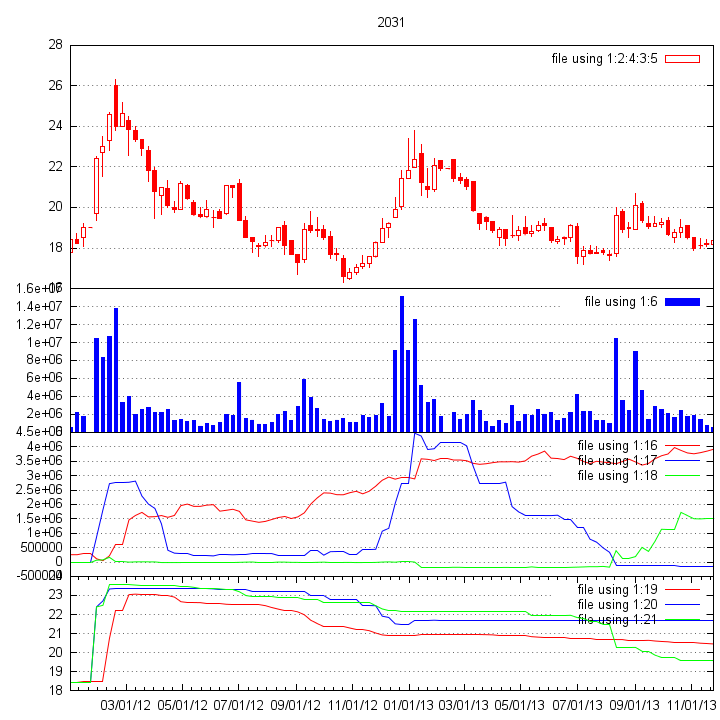 2031
28
file using 1:2:4:3:5
26
24
22
20
18
1.6e+07
file using 1:6
1.4e+07
1.2e+07
1e+07
8e+06
6e+06
4e+06
2e+06
4.5e+06
4e+06
file using 1:16
3.5e+06
file using 1:17
3e+06
file using 1:18
2.5e+06
2e+06
1.5e+06
1e+06
500000
0
-500000
24
23
file using 1:19
22
file using 1:20
21
file using 1:21
20
19
18
03/01/12 05/01/12 07/01/12 09/01/12 11/01/12 01/01/13 03/01/13 05/01/13 07/01/13 09/01/13 11/01/13